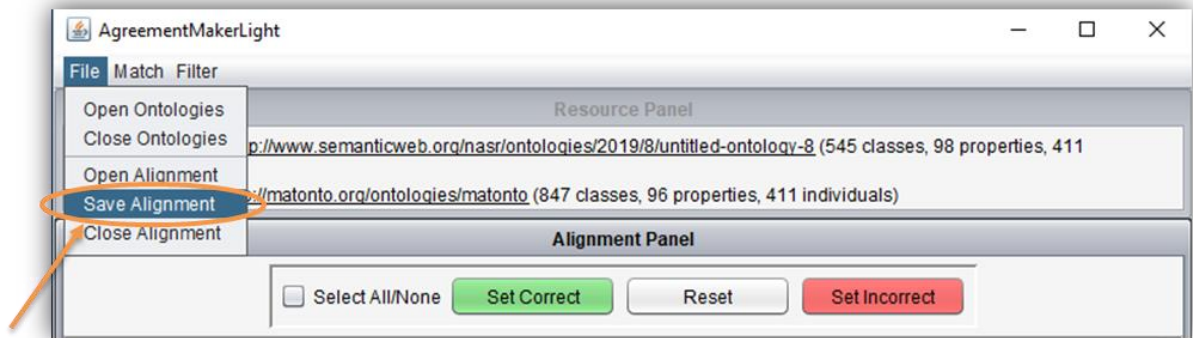 AgreementMakerLight
File Match Filter
Open Ontologies
Close Ontologies
Open Alignment
Save Alignment
Close Alignment
Resource Panel
p://www.semanticweb.org/nasr/ontologies/2019/8/untitled-ontology-8 (545 classes, 98 properties, 411
://matonto.org/ontologies/matonto (847 classes, 96 properties, 411 individuals)
Alignment Panel
Select All/None Set Correct Reset Set Incorrect